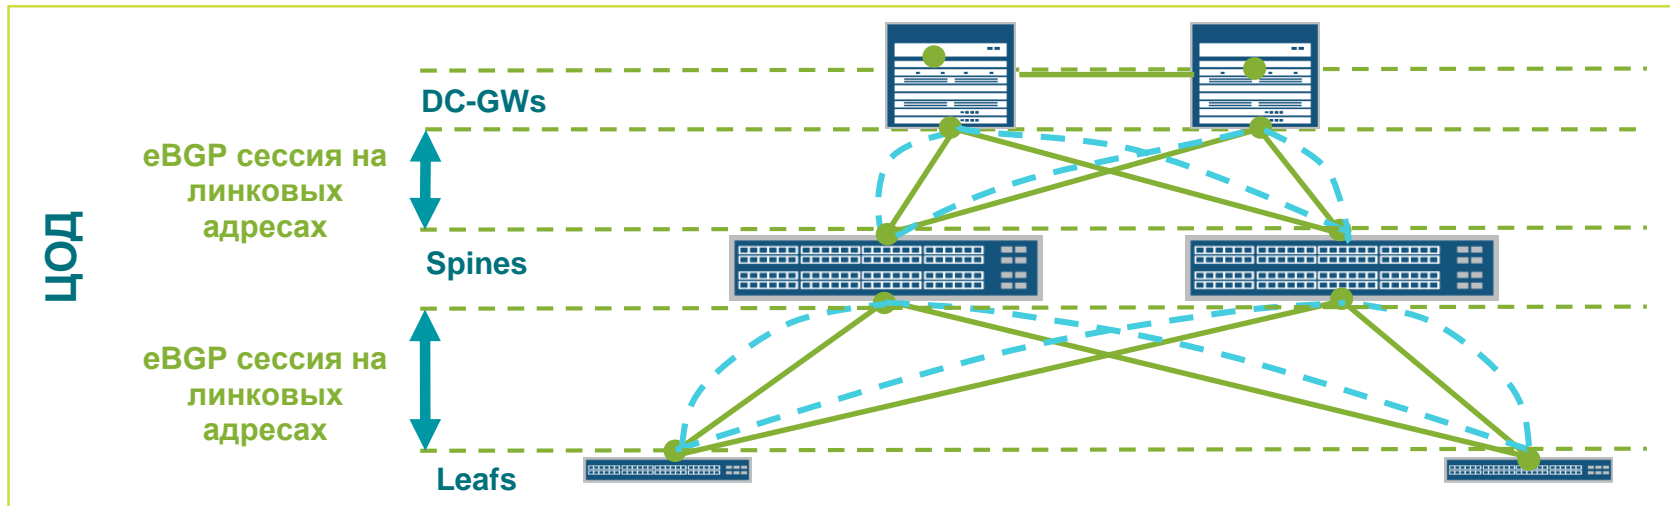 DC-GWs
eBGP сессия на
линковых
адресах
ЦОД
Spines
eBGP сессия на
линковых
адресах
Leafs